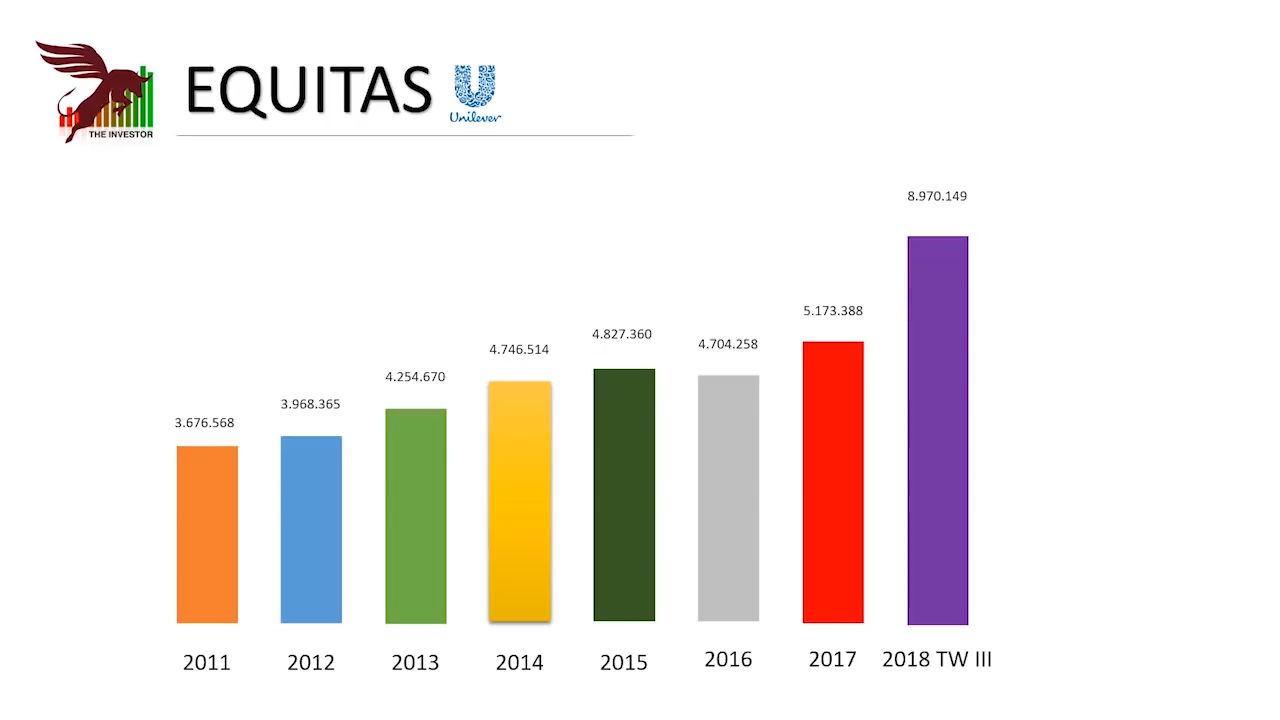 THE INVESTOR
EQUITAS
Unilever
8.970.149
5.173.388
4.827.360
4.704.258
4.746.514
4.254.670
3.968.365
3.676.568
2011 2012 2013 2014 2015 2016 2017 2018 TW III